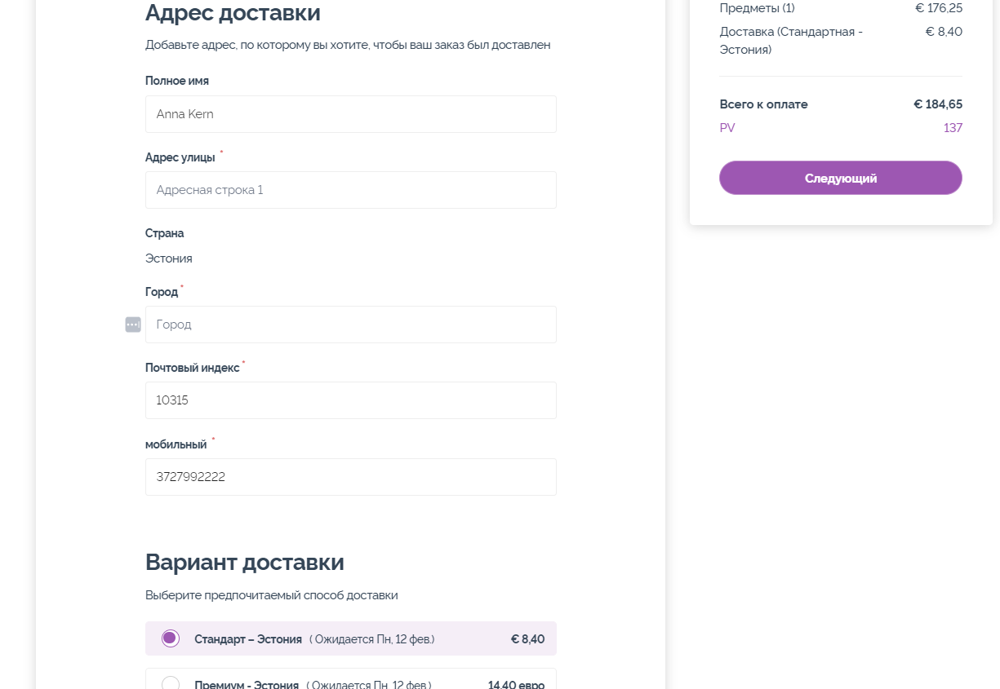 Адрес доставки
Добавьте адрес, по которому вы хотите, чтобы ваш заказ был доставлен
Полное имя
Anna Kern
Адрес улицы *
Адресная строка 1
Страна
Эстония
Город *
Город
Почтовый индекс *
10315
мобильный *
3727992222
Вариант доставки
Выберите предпочитаемый способ доставки
Стандарт – Эстония ( Ожидается Пн, 12 фев.) € 8,40
Премиум - Эстония ( Ожидается Пн, 12 фев.) 14,40 евро
Предметы (1) € 176,25
Доставка (Стандартная - € 8,40
Эстония)
Всего к оплате € 184,65
PV 137
Следующий